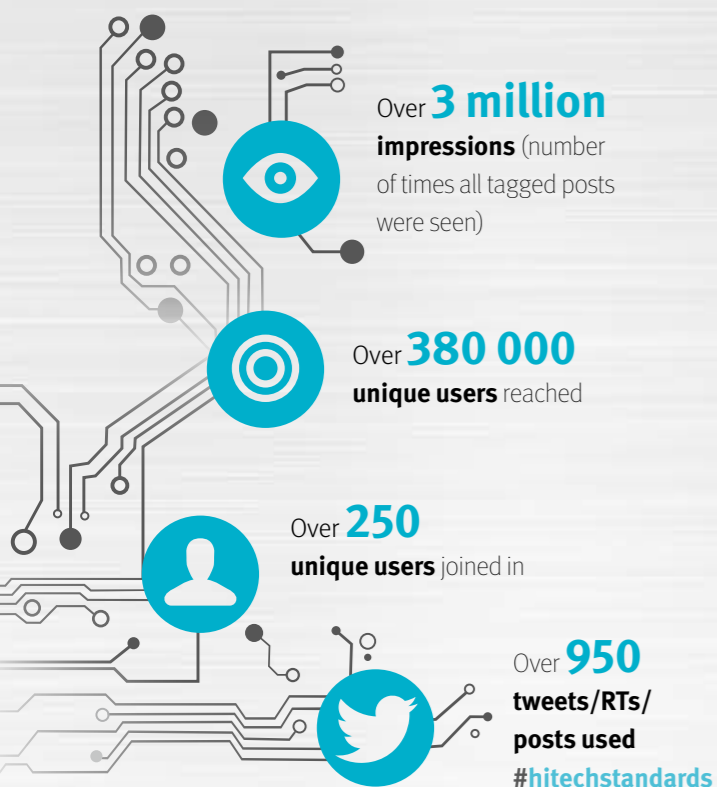 Over 3 million
impressions (number
of times all tagged posts
were seen)
Over 380 000
unique users reached
Over 250
unique users joined in
Over 950
tweets/RTs/
posts used
#hitechstandards